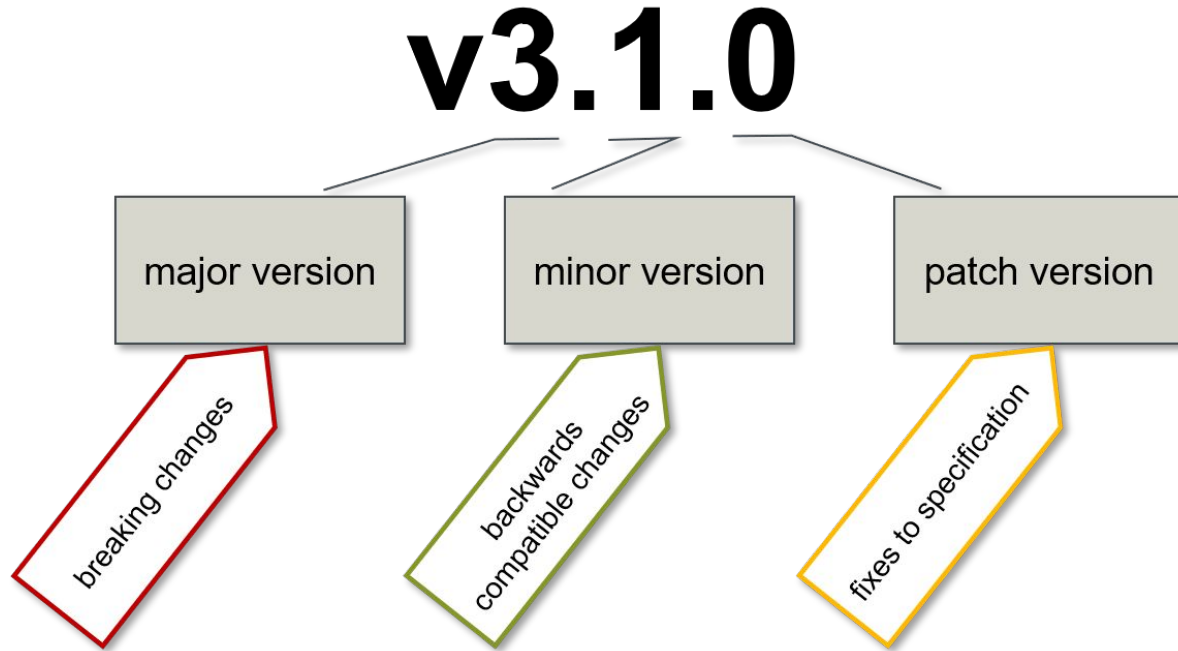 v3.1.0
major version
minor version
patch version
breaking changes
backwards
compatible changes
fixes to specification